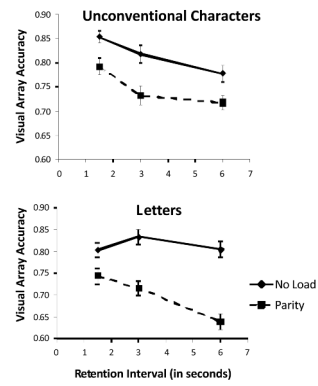 Unconventional Characters
Visual Array Accuracy
0.90
0.85
0.80
0.75
0.70
0.65
0.60
0 1 2 3 4 5 6 7
Letters
Visual Array Accuracy
0.90
0.85
0.80
0.75
0.70
0.65
0.60
0 1 2 3 4 5 6 7
Retention Interval (in seconds)
No Load
Parity